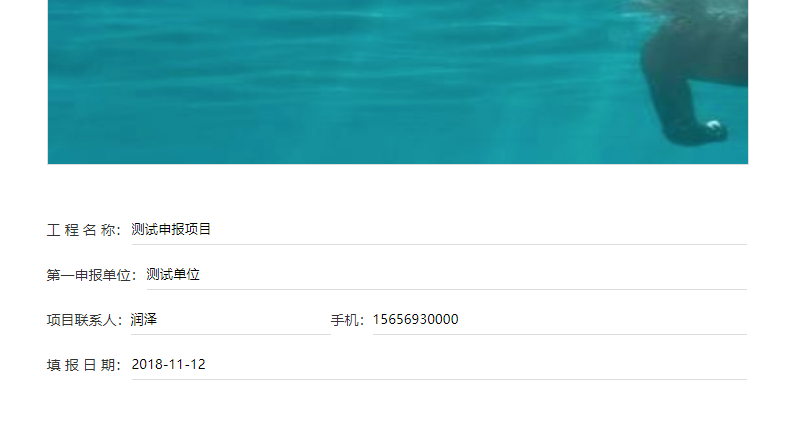 工 程 名 称： 测试申报项目
第一申报单位： 测试单位
项目联系人： 润泽 手机： 15656930000
填 报 日 期： 2018-11-12